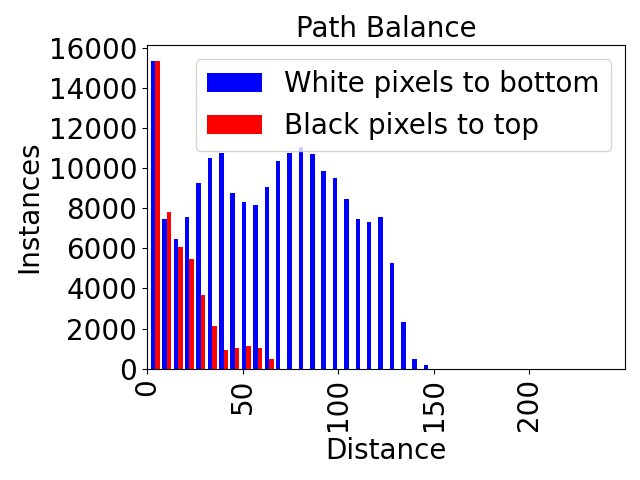 Path Balance
16000
14000
12000
10000
8000
6000
4000
2000
0
Instances
White pixels to bottom
Black pixels to top
0
50
100
150
200
Distance